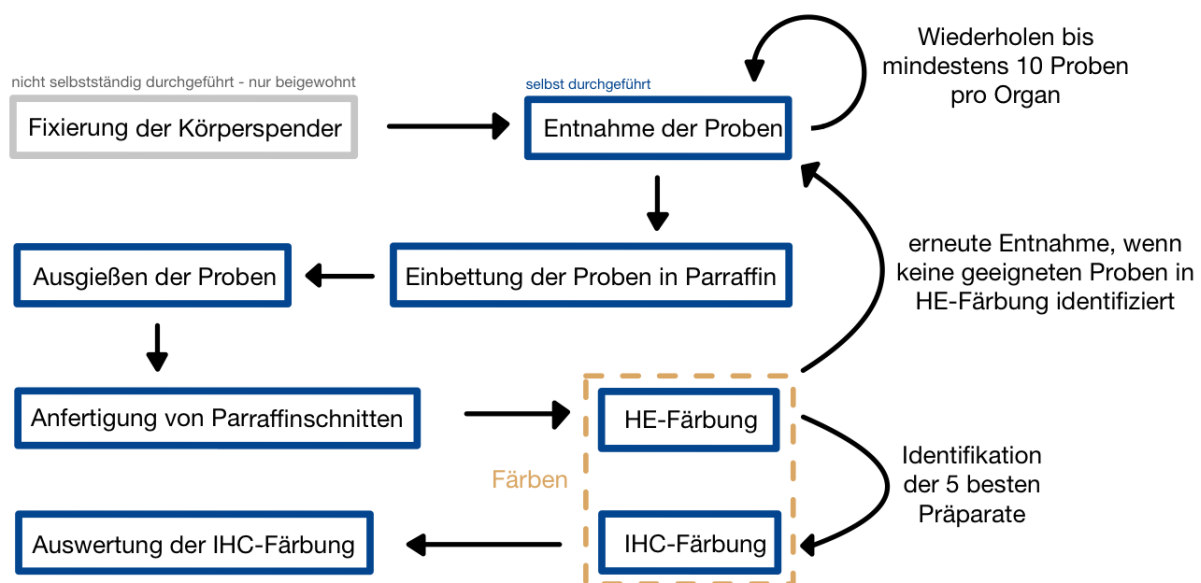 nicht selbstständig durchgeführt - nur beigewohnt
Fixierung der Körperspender
selbst durchgeführt
Entnahme der Proben
Wiederholen bis
mindestens 10 Proben
pro Organ
Ausgießen der Proben
Einbettung der Proben in Parraffin
erneute Entnahme, wenn
keine geeigneten Proben in
HE-Färbung identifiziert
Anfertigung von Parraffinschnitten
HE-Färbung
Färben
Identifikation
der 5 besten
Präparate
Auswertung der IHC-Färbung
IHC-Färbung